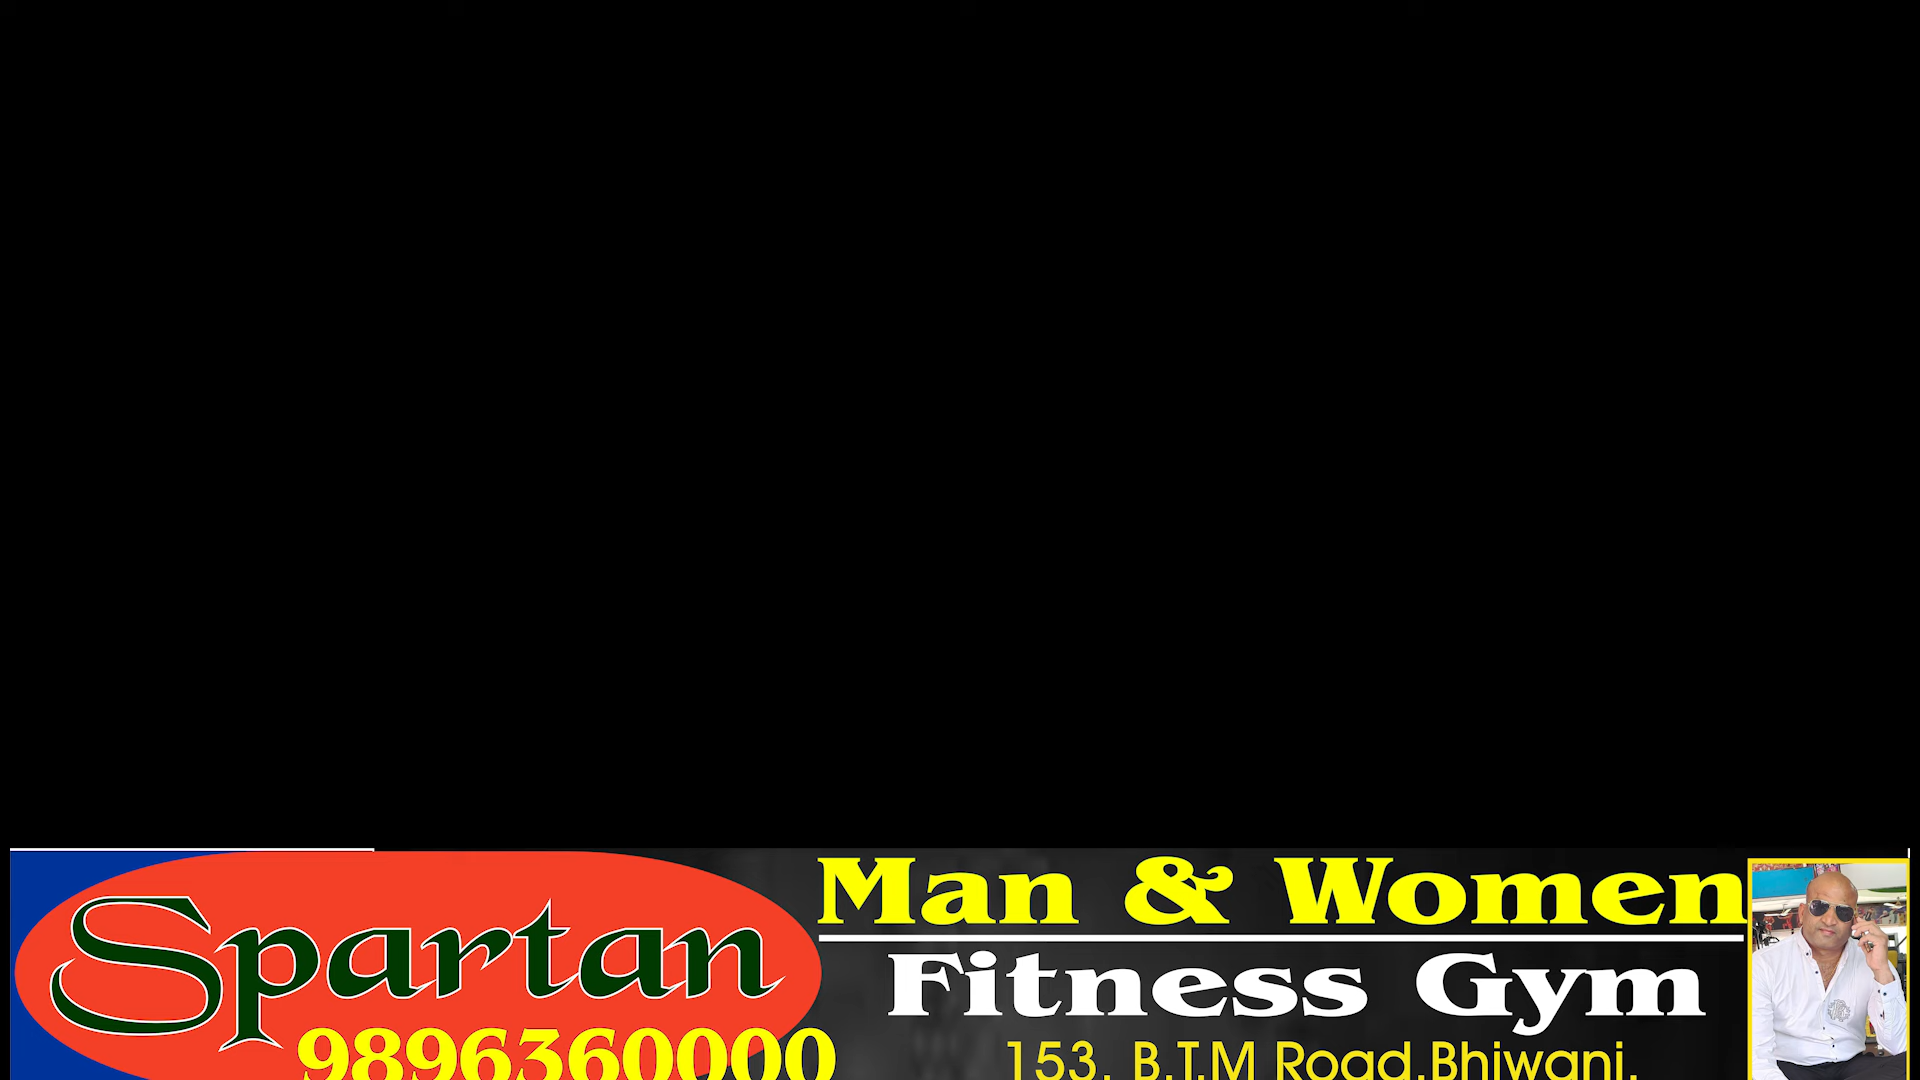 Spartan
9896360000
Man & Women
Fitness Gym
153, B.T.M Road,Bhiwani.